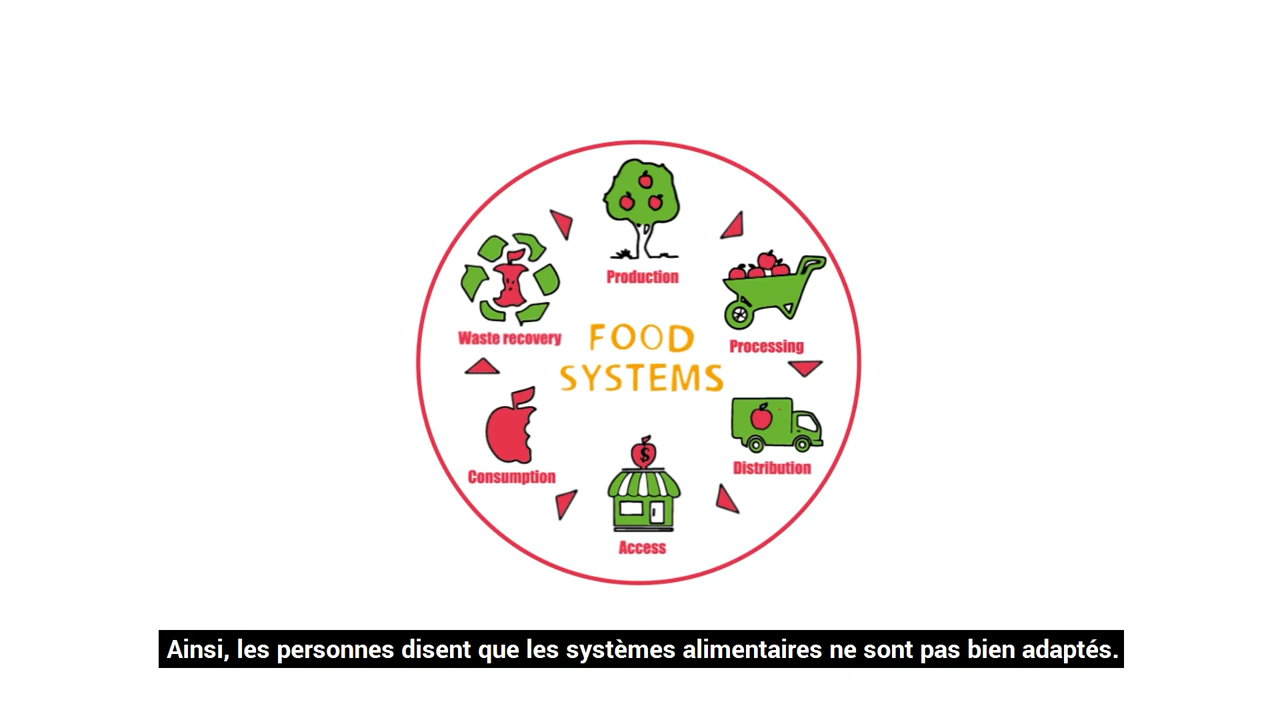 Production
Waste recovery
Processing
FOOD
SYSTEMS
Consumption
Distribution
$
Access
Ainsi, les personnes disent que les systèmes alimentaires ne sont pas bien adaptés.